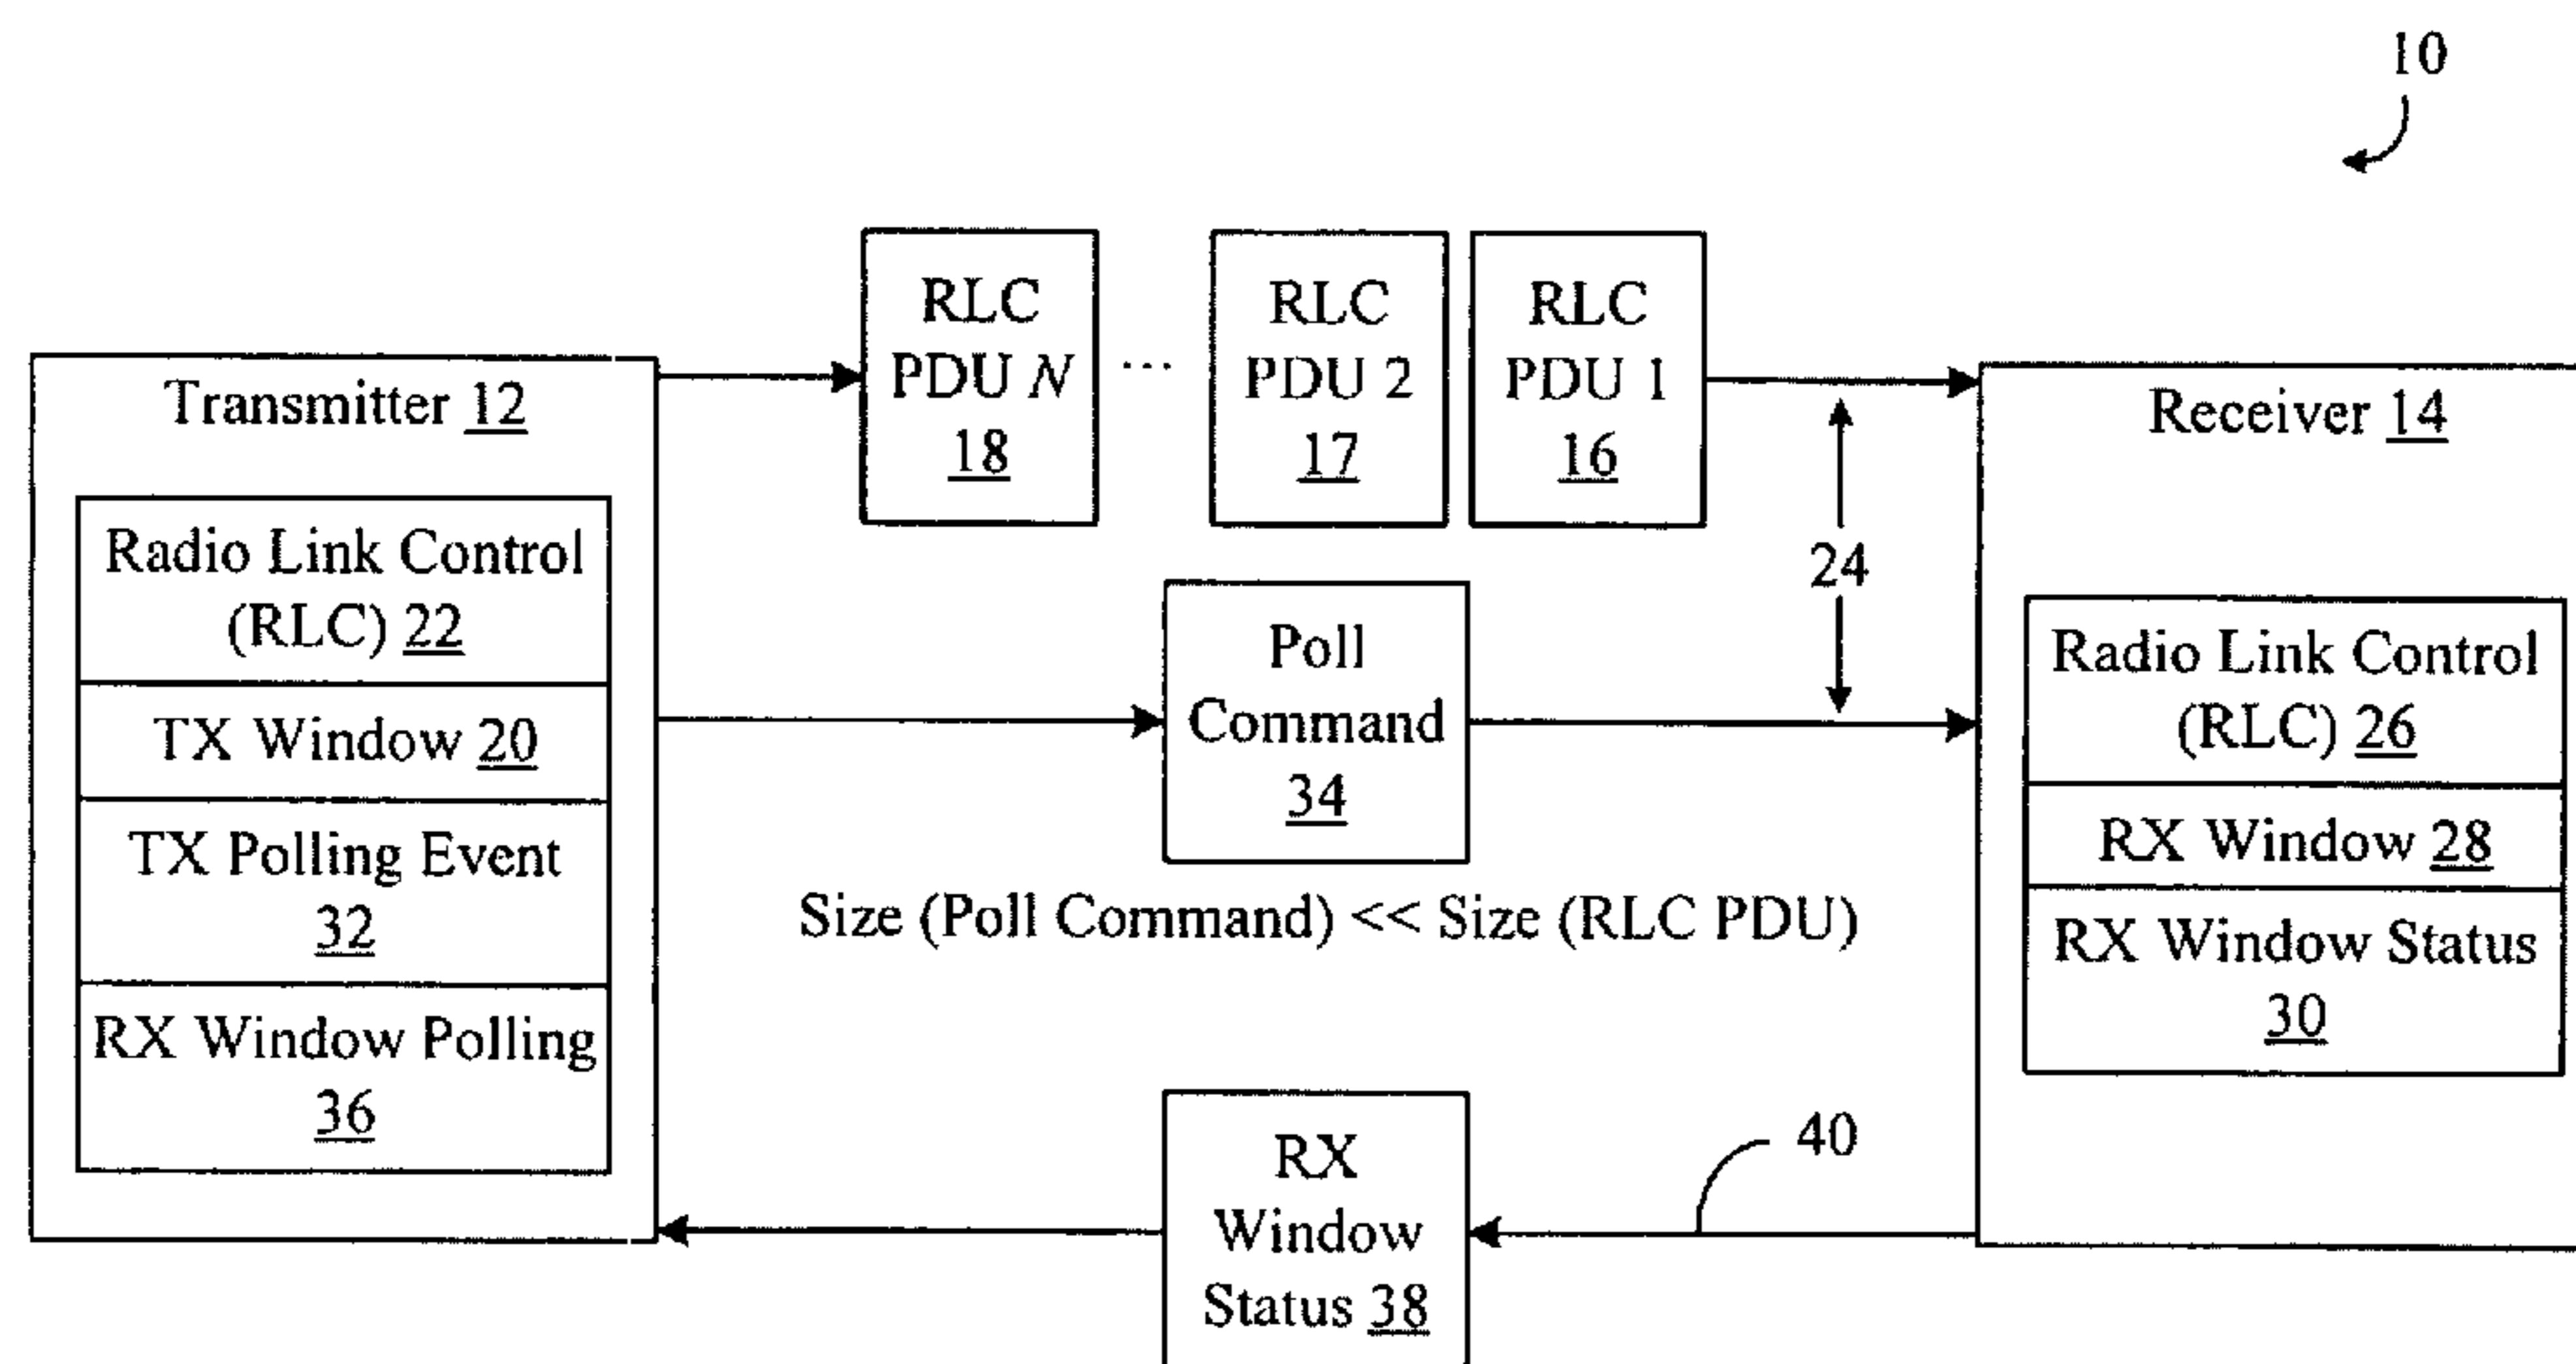 10
RLC
PDU N
18
...
RLC
PDU 2
17
RLC
PDU 1
16
Transmitter 12
Radio Link Control
(RLC) 22
TX Window 20
TX Polling Event
32
RX Window Polling
36
24
Poll
Command
34
Size (Poll Command) << Size (RLC PDU)
Receiver 14
Radio Link Control
(RLC) 26
RX Window 28
RX Window Status
30
RX
Window
Status 38
40